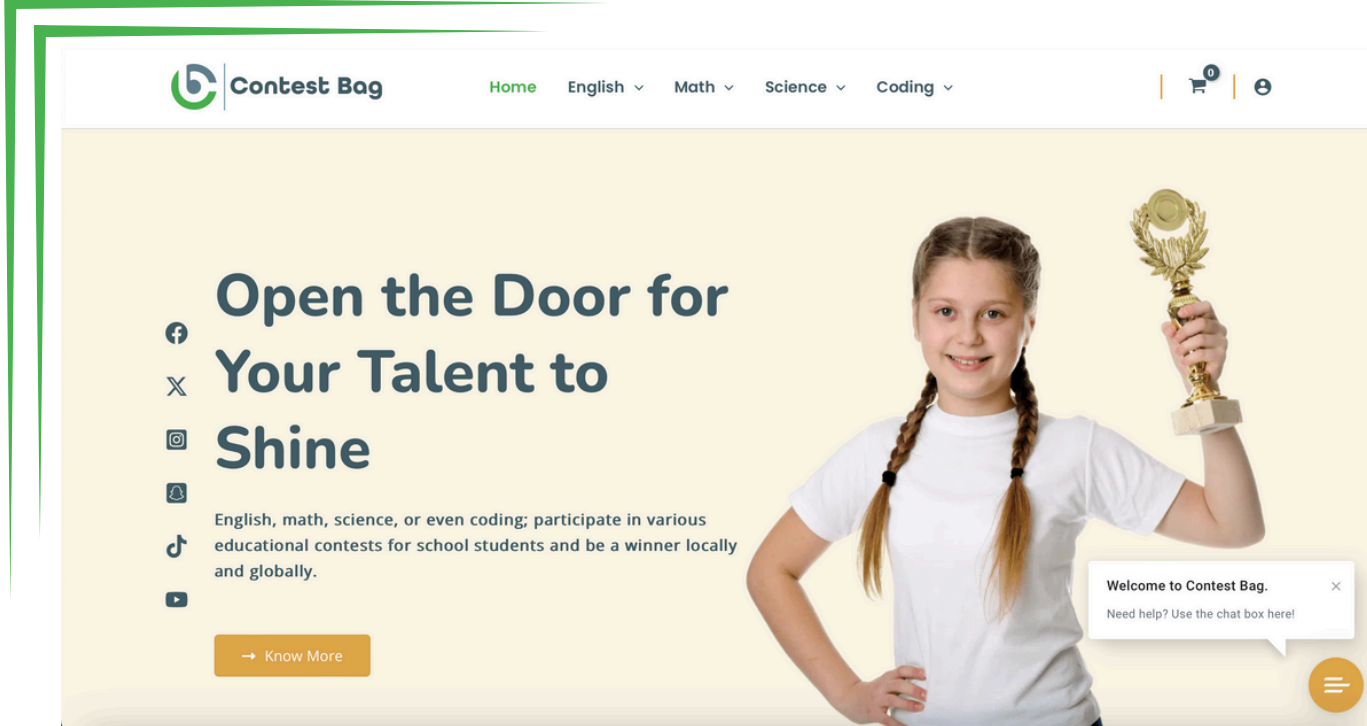 Contest Bag
Home English Math Science Coding
0
Open the Door for
Your Talent to
Shine
English, math, science, or even coding; participate in various
educational contests for school students and be a winner locally
and globally.
→ Know More
Welcome to Contest Bag.
Need help? Use the chat box here!